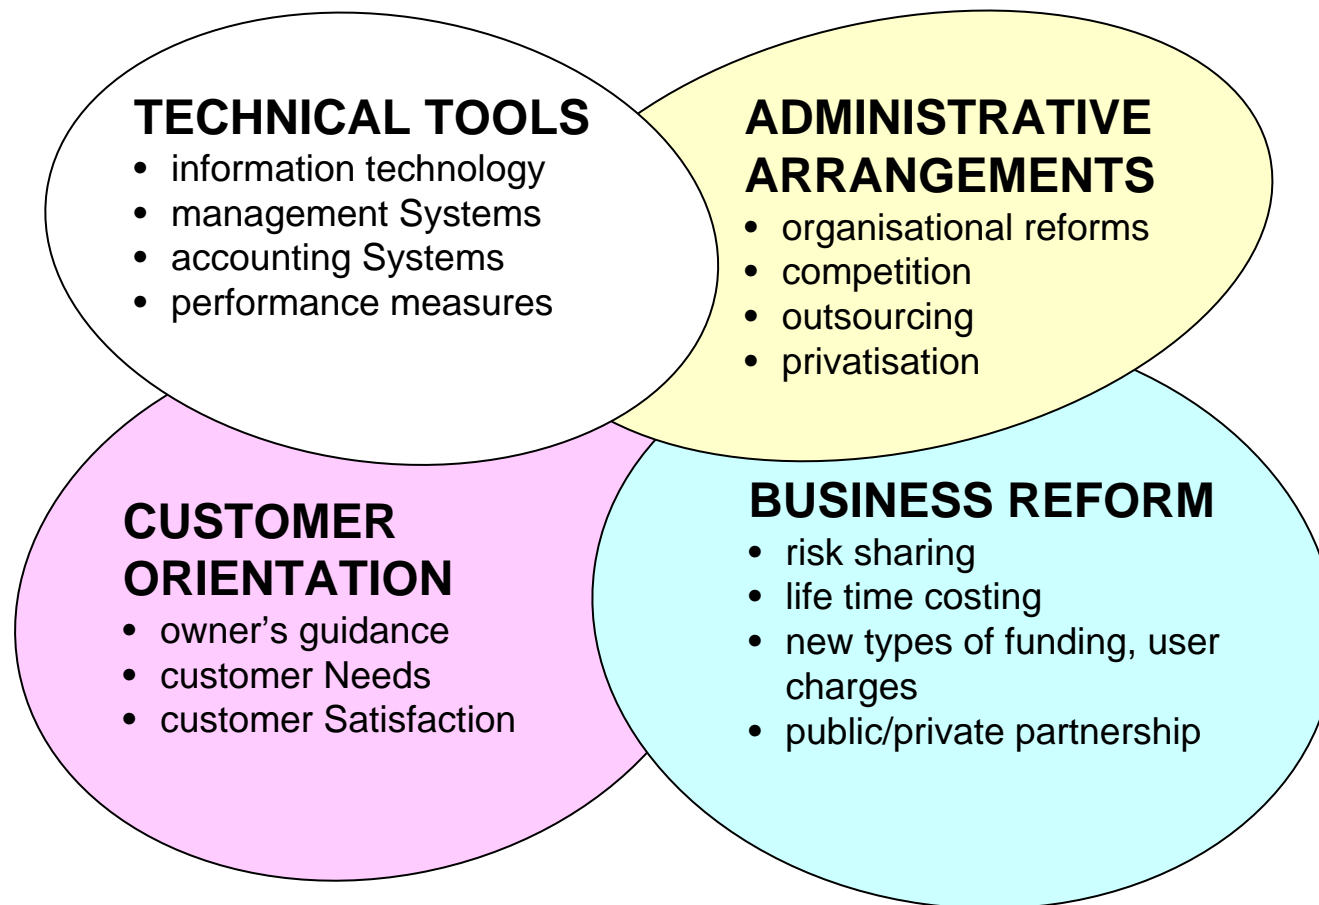 TECHNICAL TOOLS
• information technology
• management Systems
• accounting Systems
• performance measures
ADMINISTRATIVE
ARRANGEMENTS
• organisational reforms
• competition
• outsourcing
• privatisation
CUSTOMER
ORIENTATION
• owner’s guidance
• customer Needs
• customer Satisfaction
BUSINESS REFORM
• risk sharing
• life time costing
• new types of funding, user
charges
• public/private partnership